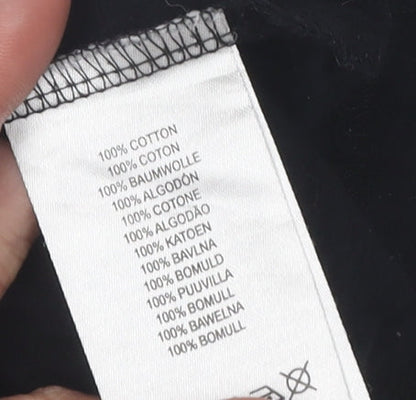 100% COTTON
100% COTON
100% BAUMWOLLE
100% ALGODÓN
100% COTONE
100% ALGODÃO
100% KATOEN
100% BAVLNA
100% BOMULD
100% PUUVILLA
100% BOMULL
100% BAWELNA
100% BOMULL